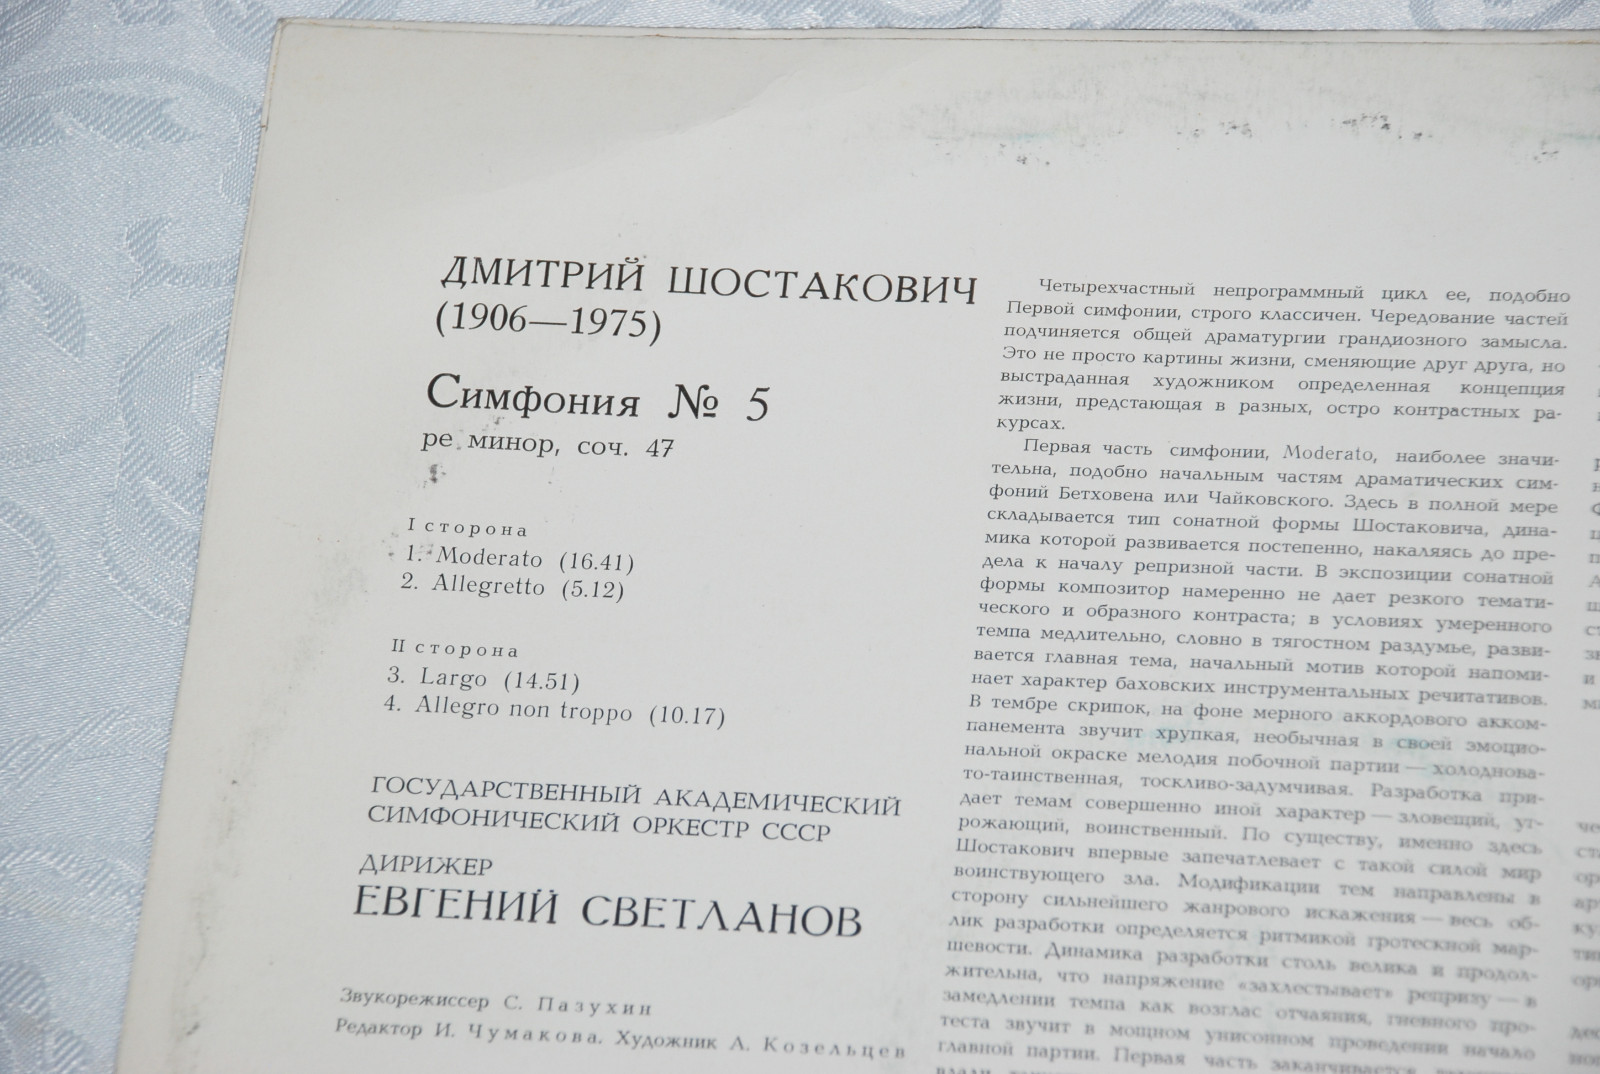 ДМИТРИЙ ШОСТАКОВИЧ
(1906—1975)
Симфония № 5
ре минор, соч. 47
I сторона
1. Moderato (16.41)
2. Allegretto (5.12)
II сторона
3. Largo (14.51)
4. Allegro non troppo (10.17)
ГОСУДАРСТВЕННЫЙ АКАДЕМИЧЕСКИЙ
СИМФОНИЧЕСКИЙ ОРКЕСТР СССР
ДИРИЖЕР
ЕВГЕНИЙ СВЕТЛАНОВ
Звукорежиссер С. Пазухин
Редактор И. Чумакова. Художник А. Козельцев
Четырехчастный непрограммный цикл ее, подобно
Первой симфонии, строго классичен. Чередование частей
подчиняется общей драматургии грандиозного замысла.
Это не просто картины жизни, сменяющие друг друга, но
выстраданная художником определенная концепция
жизни, предстающая в разных, остро контрастных ра-
курсах.
Первая часть симфонии, Moderato, наиболее значи-
тельна, подобно начальным частям драматических сим-
фоний Бетховена или Чайковского. Здесь в полной мере
складывается тип сонатной формы Шостаковича, дина-
мика которой развивается постепенно, накаляясь до пре-
дела к началу репризной части. В экспозиции сонатной
формы композитор намеренно не дает резкого темати-
ческого и образного контраста; в условиях умеренного
темпа медлительно, словно в тягостном раздумье, разви-
вается главная тема, начальный мотив которой напоми-
нает характер баховских инструментальных речитативов.
В тембре скрипок, на фоне мерного аккордового акком-
панемента звучит хрупкая, необычная в своей эмоцио-
нальной окраске мелодия побочной партии — холоднова-
то-таинственная, тоскливо-задумчивая. Разработка при-
дает темам совершенно иной характер — зловещий, уг-
рожающий, воинственный. По существу, именно здесь
Шостакович впервые запечатлевает с такой силой мир
воинствующего зла. Модификации тем направлены в
сторону сильнейшего жанрового искажения — весь об-
лик разработки определяется ритмикой гротескной мар-
шевости. Динамика разработки столь велика и продол-
жительна, что напряжение «захлестывает» репризу — в
замедлении темпа как возглас отчаяния, гневного про-
теста звучит в мощном унисонном проведении начало
главной партии. Первая часть заканчивается